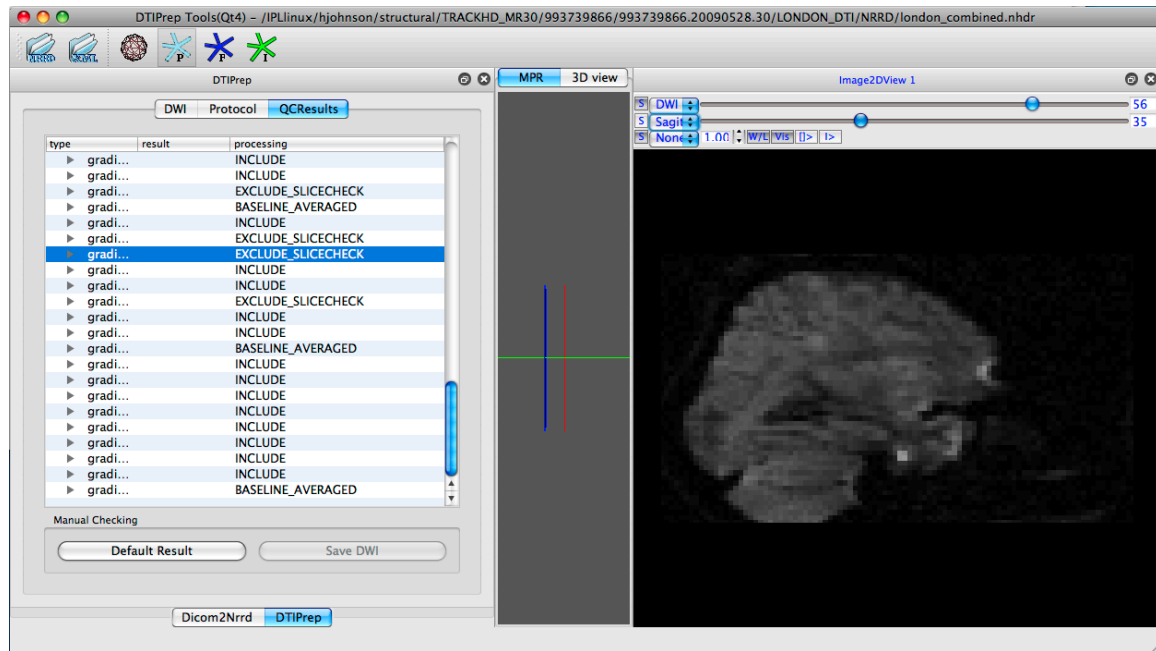 DTIPrep Tools(Qt4) - /IPLlinux/hjohnson/structural/TRACKHD_MR30/993739866/993739866.20090528.30/LONDON_DTI/NRRD/london_combined.nhdr
NRRD XML P F I
DTIPrep
DWI Protocol QCResults
type result processing
gradi... INCLUDE
gradi... INCLUDE
gradi... EXCLUDE_SLICECHECK
gradi... BASELINE_AVERAGED
gradi... INCLUDE
gradi... EXCLUDE_SLICECHECK
gradi... EXCLUDE_SLICECHECK
gradi... INCLUDE
gradi... INCLUDE
gradi... EXCLUDE_SLICECHECK
gradi... INCLUDE
gradi... INCLUDE
gradi... BASELINE_AVERAGED
gradi... INCLUDE
gradi... INCLUDE
gradi... INCLUDE
gradi... INCLUDE
gradi... INCLUDE
gradi... INCLUDE
gradi... INCLUDE
gradi... INCLUDE
gradi... BASELINE_AVERAGED
Manual Checking
Default Result Save DWI
Dicom2Nrrd DTIPrep
MPR 3D view
Image2DView 1
S DWI 56
S Sagit 35
S None 1.00 W/L Vis []> I>